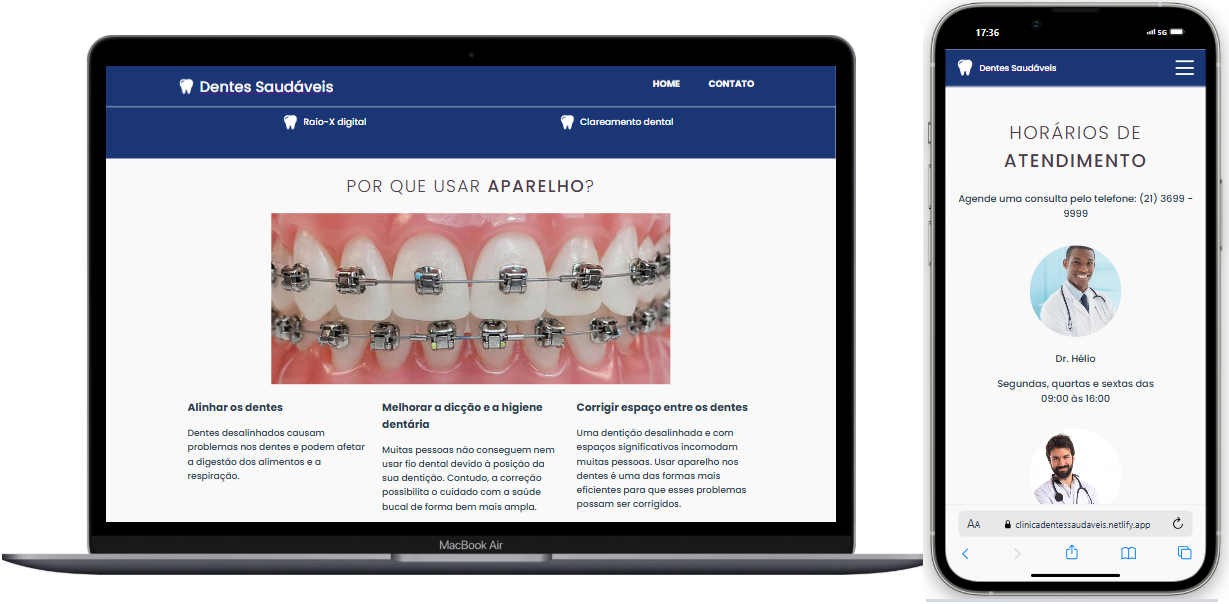 Dentes Saudáveis
HOME CONTATO
Raio-X digital
Clareamento dental
POR QUE USAR APARELHO?
Alinhar os dentes
Dentes desalinhados causam
problemas nos dentes e podem afetar
a digestão dos alimentos e a
respiração.
Melhorar a dicção e a higiene
dentária
Muitas pessoas não conseguem nem
usar fio dental devido à posição da
sua dentição. Contudo, a correção
possibilita o cuidado com a saúde
bucal de forma bem mais ampla.
Corrigir espaço entre os dentes
Uma dentição desalinhada e com
espaços significativos incomodam
muitas pessoas. Usar aparelho nos
dentes é uma das formas mais
eficientes para que esses problemas
possam ser corrigidos.
MacBook Air
17:36
5G
Dentes Saudáveis
HORÁRIOS DE
ATENDIMENTO
Agende uma consulta pelo telefone: (21) 3699 -
9999
Dr. Hélio
Segundas, quartas e sextas das
09:00 às 16:00
AA
clinicadentessaudaveis.netlify.app